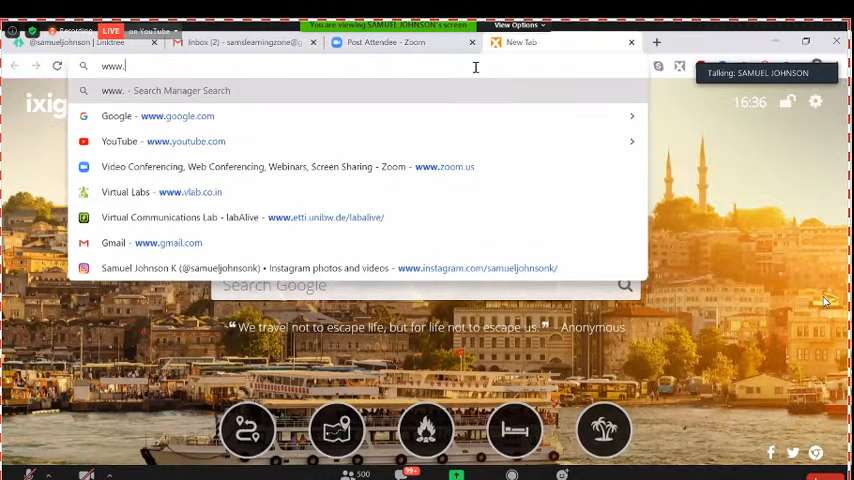 You are viewing SAMUEL JOHNSON's screen
View Options
Recording
LIVE
on YouTube
@samueljohnson | Linktree
Inbox (2) - samslearningzone@g
Post Attendee - Zoom
New Tab
www.
Talking: SAMUEL JOHNSON
www. - Search Manager Search
ixig
16:36
Google - www.google.com
YouTube - www.youtube.com
Video Conferencing, Web Conferencing, Webinars, Screen Sharing - Zoom - www.zoom.us
Virtual Labs - www.vlab.co.in
Virtual Communications Lab - labAlive - www.etti.unibw.de/labalive/
Gmail - www.gmail.com
Samuel Johnson K (@samueljohnsonk) • Instagram photos and videos - www.instagram.com/samueljohnsonk/
Search Google
❝ We travel not to escape life, but for life not to escape us. ❞ - Anonymous
500
99+